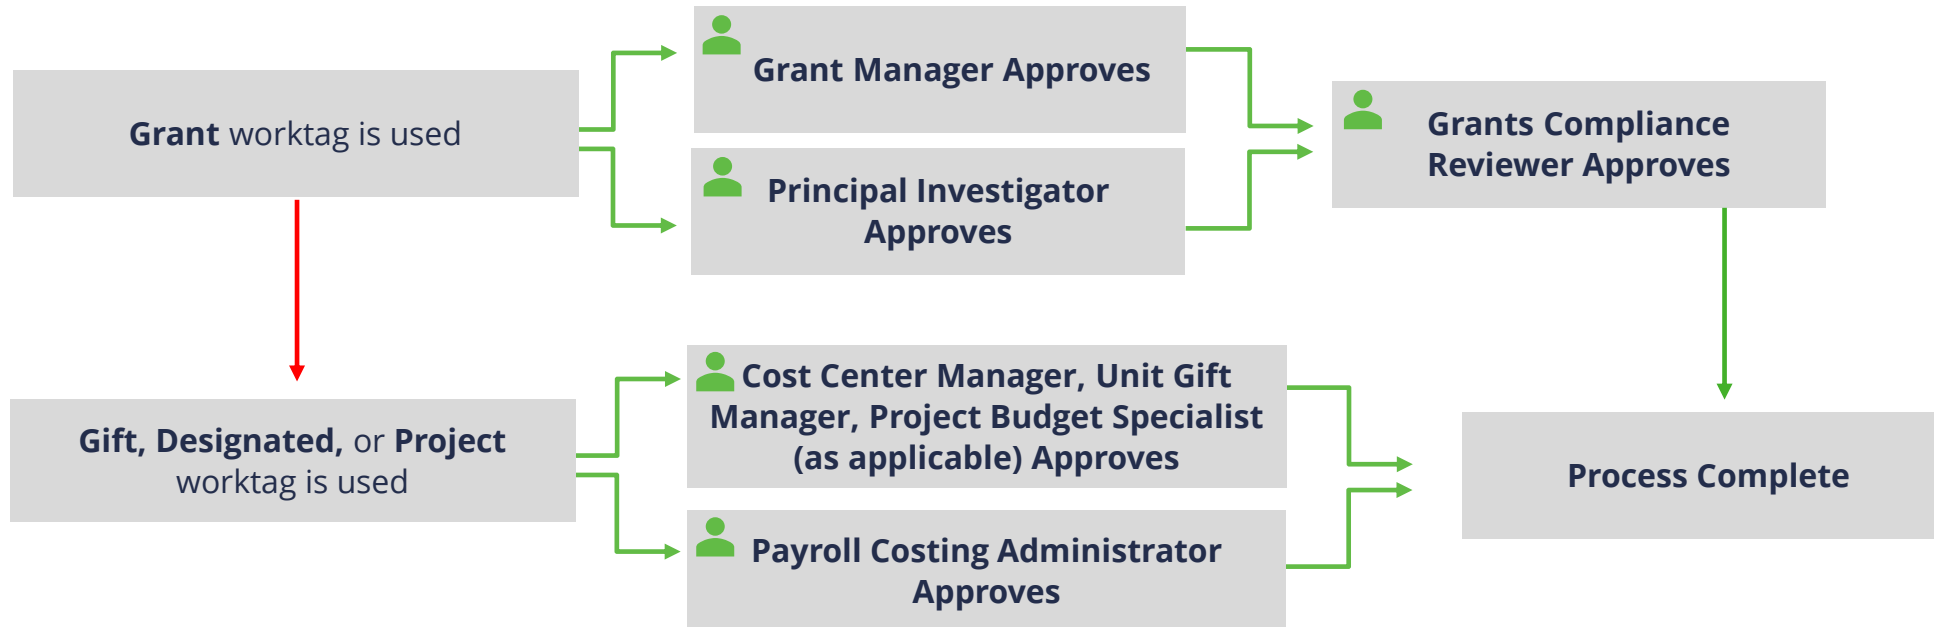 Grant worktag is used
Grant Manager Approves
Principal Investigator
Approves
Grants Compliance
Reviewer Approves
Gift, Designated, or Project
worktag is used
Cost Center Manager, Unit Gift
Manager, Project Budget Specialist
(as applicable) Approves
Payroll Costing Administrator
Approves
Process Complete